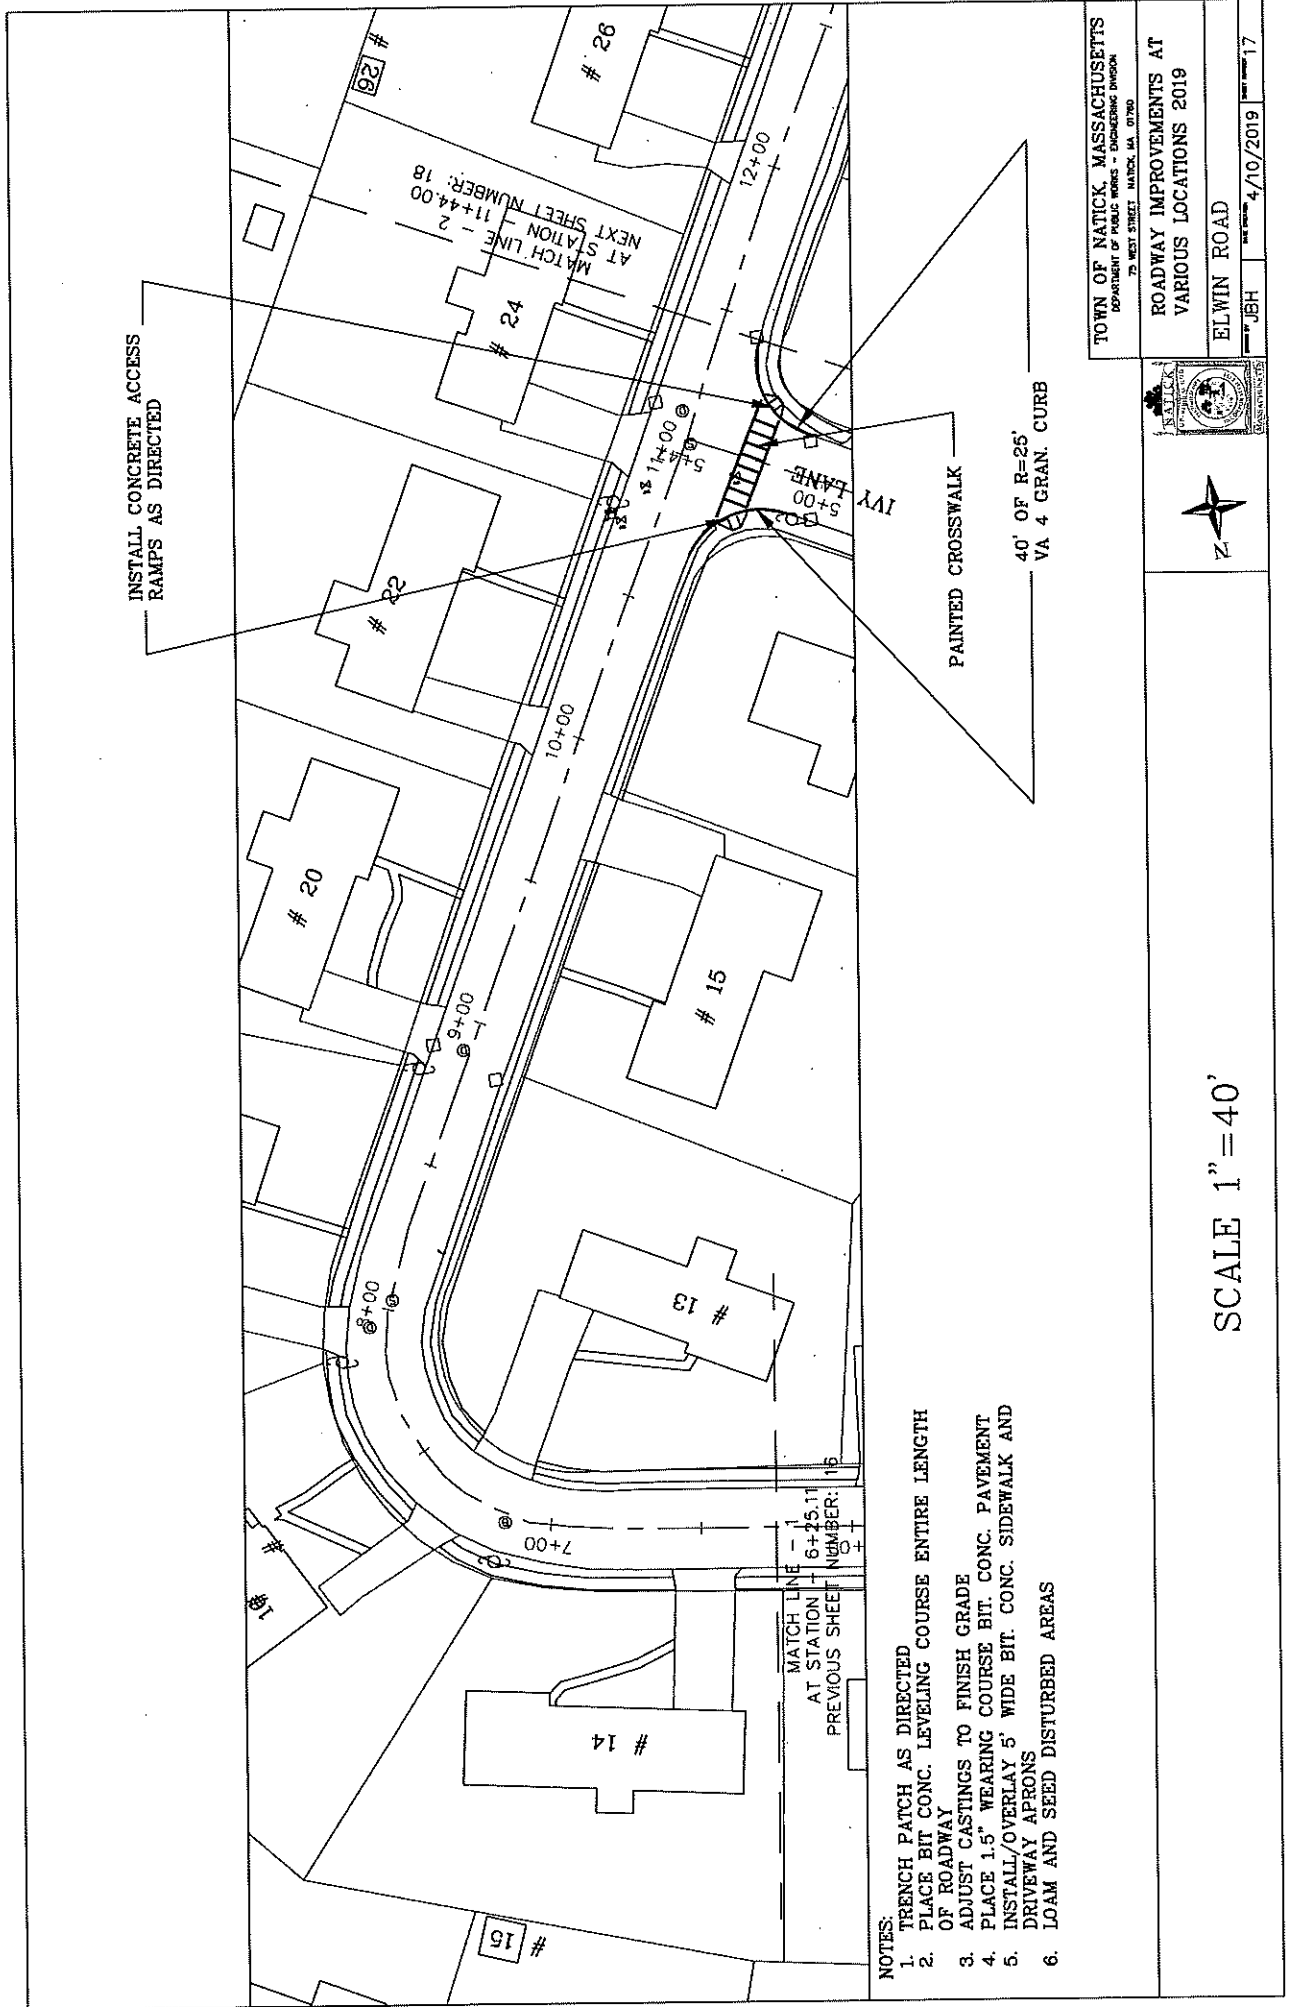 INSTALL CONCRETE ACCESS
RAMPS AS DIRECTED
# 26
# 26
MATCH LINE - 2
AT STATION - 11+44.00
NEXT SHEET NUMBER: 18
# 24
# 22
# 20
# 15
# 13
# 14
# 15
12+00
11+00
5+47
5+00
IVY LANE
10+00
9+00
8+00
7+00
MATCH LINE - 1
AT STATION - 6+25.11
PREVIOUS SHEET NUMBER: 16
PAINTED CROSSWALK
40' OF R=25'
VA 4 GRAN. CURB
NOTES:
1. TRENCH PATCH AS DIRECTED
2. PLACE BIT CONC. LEVELING COURSE ENTIRE LENGTH
OF ROADWAY
3. ADJUST CASTINGS TO FINISH GRADE
4. PLACE 1.5" WEARING COURSE BIT. CONC. PAVEMENT
5. INSTALL/OVERLAY 5' WIDE BIT. CONC. SIDEWALK AND
DRIVEWAY APRONS
6. LOAM AND SEED DISTURBED AREAS
SCALE 1"=40'
N
NATICK
MASSACHUSETTS
TOWN OF NATICK, MASSACHUSETTS
DEPARTMENT OF PUBLIC WORKS - ENGINEERING DIVISION
75 WEST STREET NATICK, MA 01760
ROADWAY IMPROVEMENTS AT
VARIOUS LOCATIONS 2019
ELWIN ROAD
JBH
4/10/2019
17